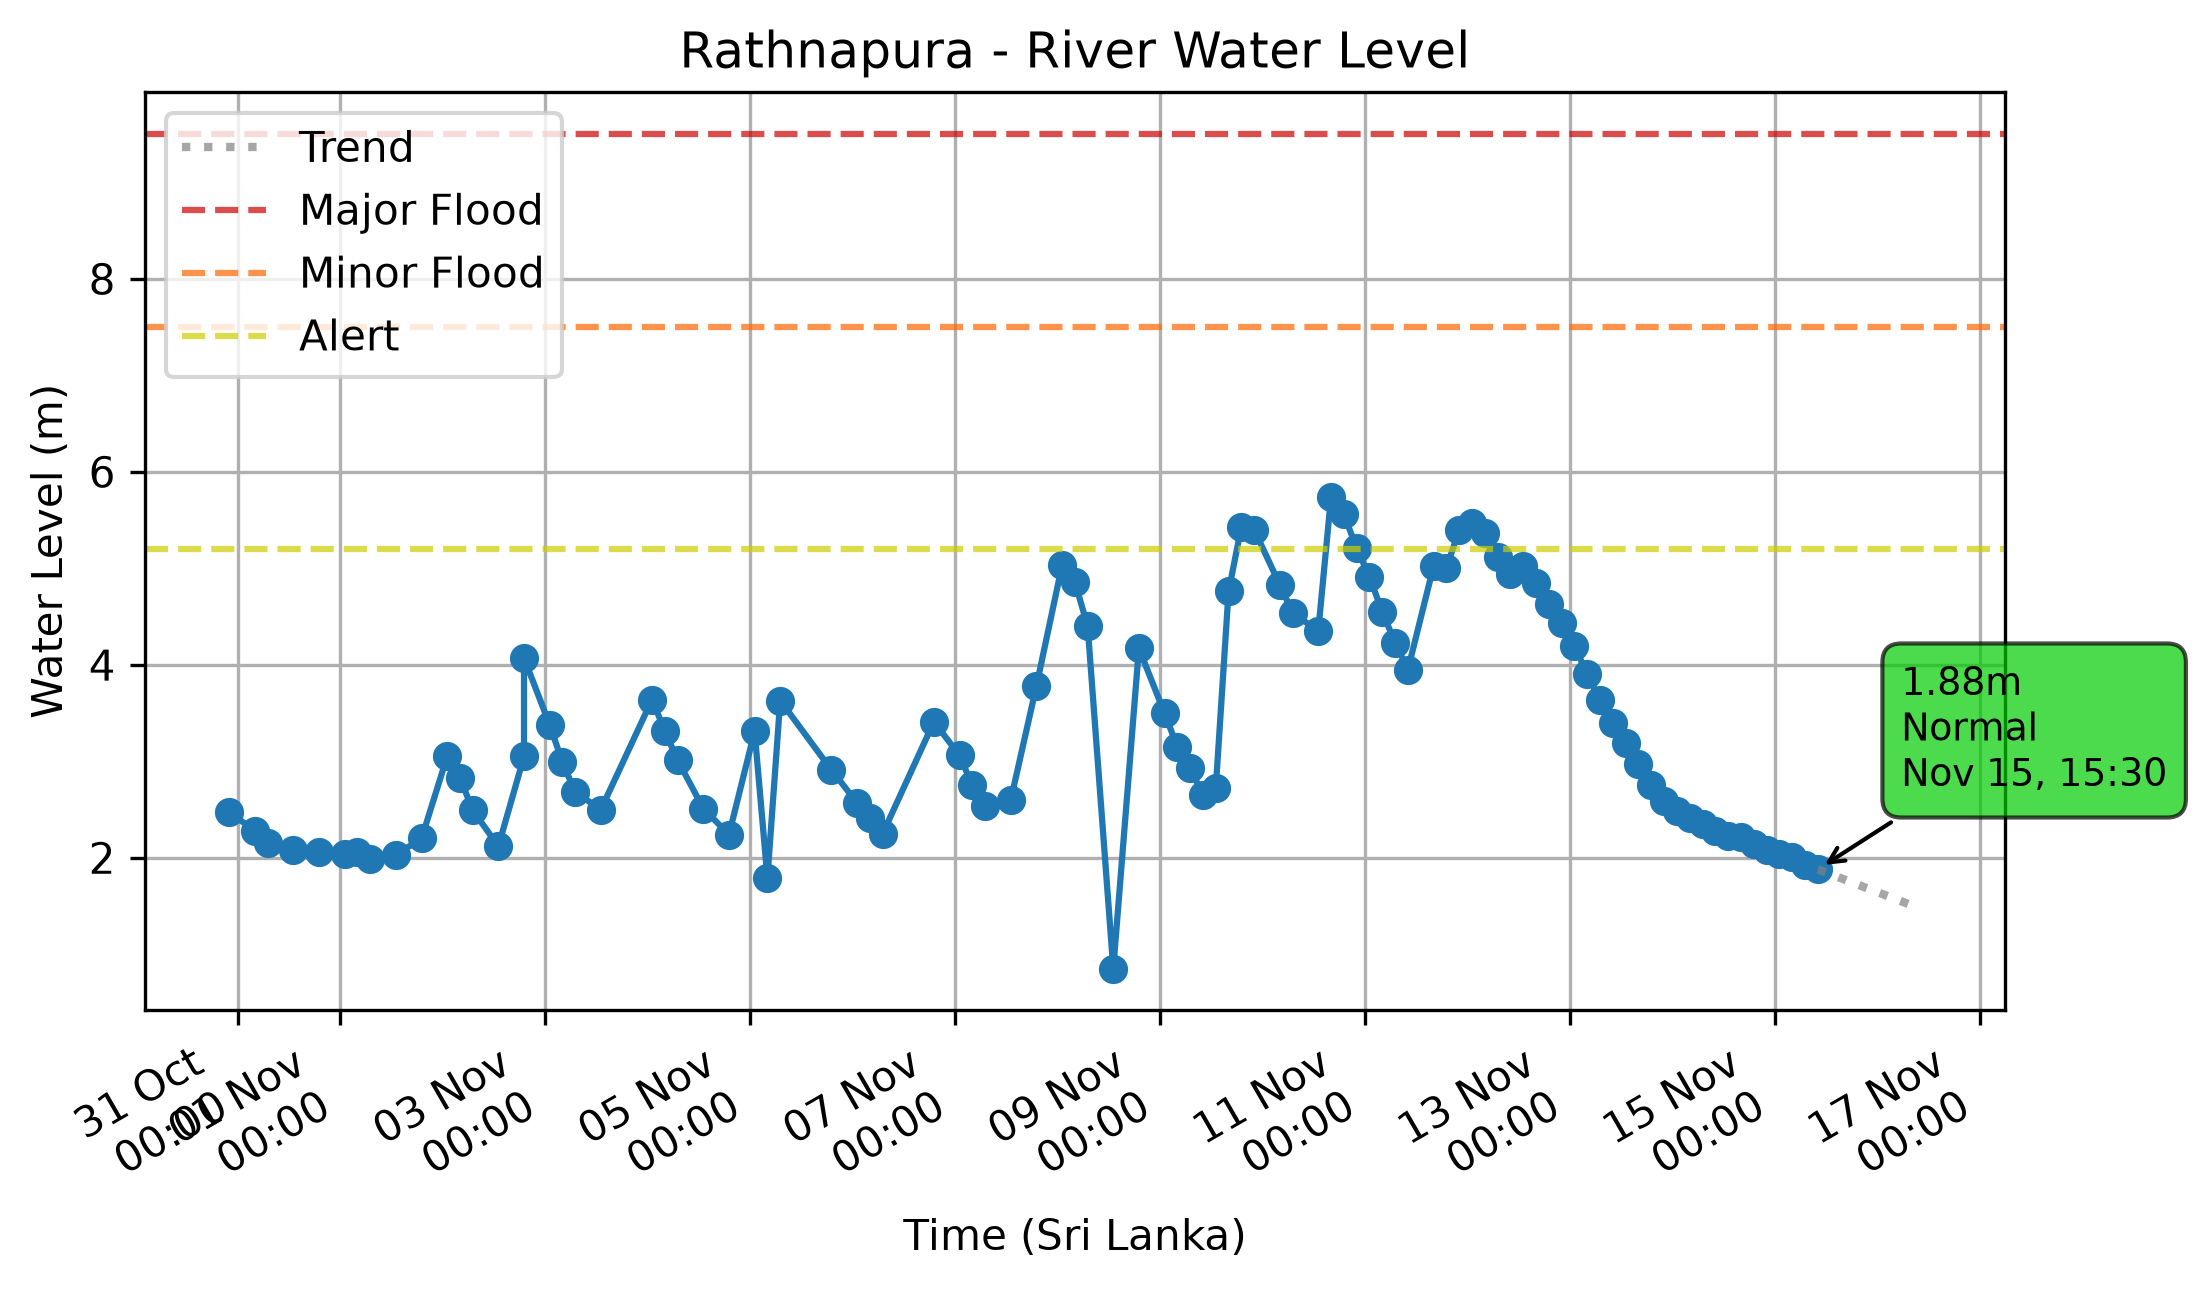 Rathnapura - River Water Level
Trend
Major Flood
Minor Flood
Alert
8
6
4
2
Water Level (m)
1.88m
Normal
Nov 15, 15:30
31 Oct
00:00
01 Nov
00:00
03 Nov
00:00
05 Nov
00:00
07 Nov
00:00
09 Nov
00:00
11 Nov
00:00
13 Nov
00:00
15 Nov
00:00
17 Nov
00:00
Time (Sri Lanka)